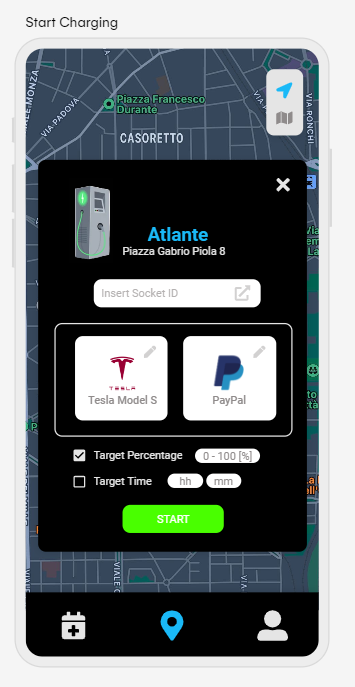 Start Charging
VIA PADOVA
Piazza Francesco
Durante
VIA RONCHI
CASORETTO
Atlante
Piazza Gabrio Piola 8
Insert Socket ID
TESLA
Tesla Model S
PayPal
Target Percentage
0 - 100 [%]
Target Time
hh
mm
START